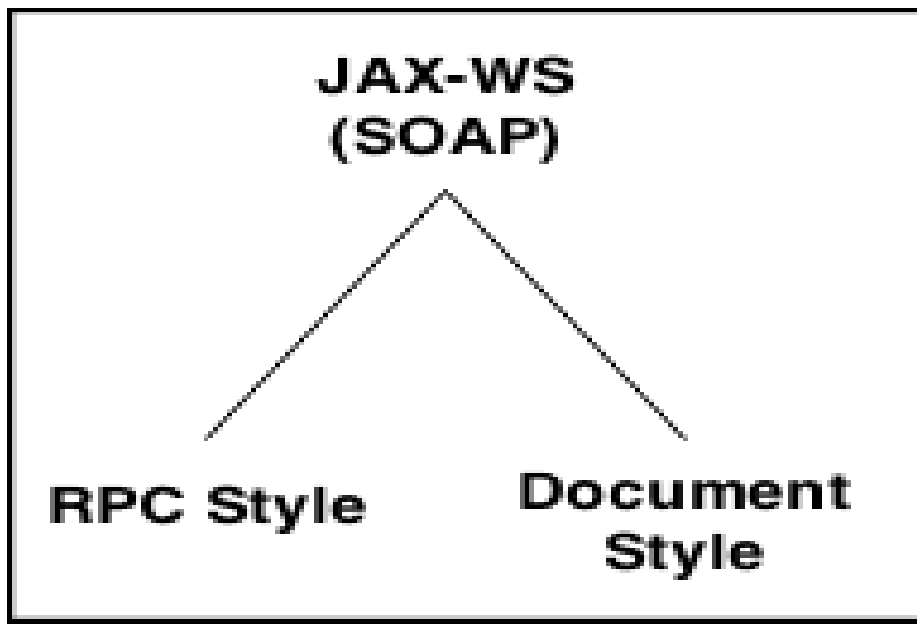 JAX-WS
(SOAP)
RPC Style
Document
Style